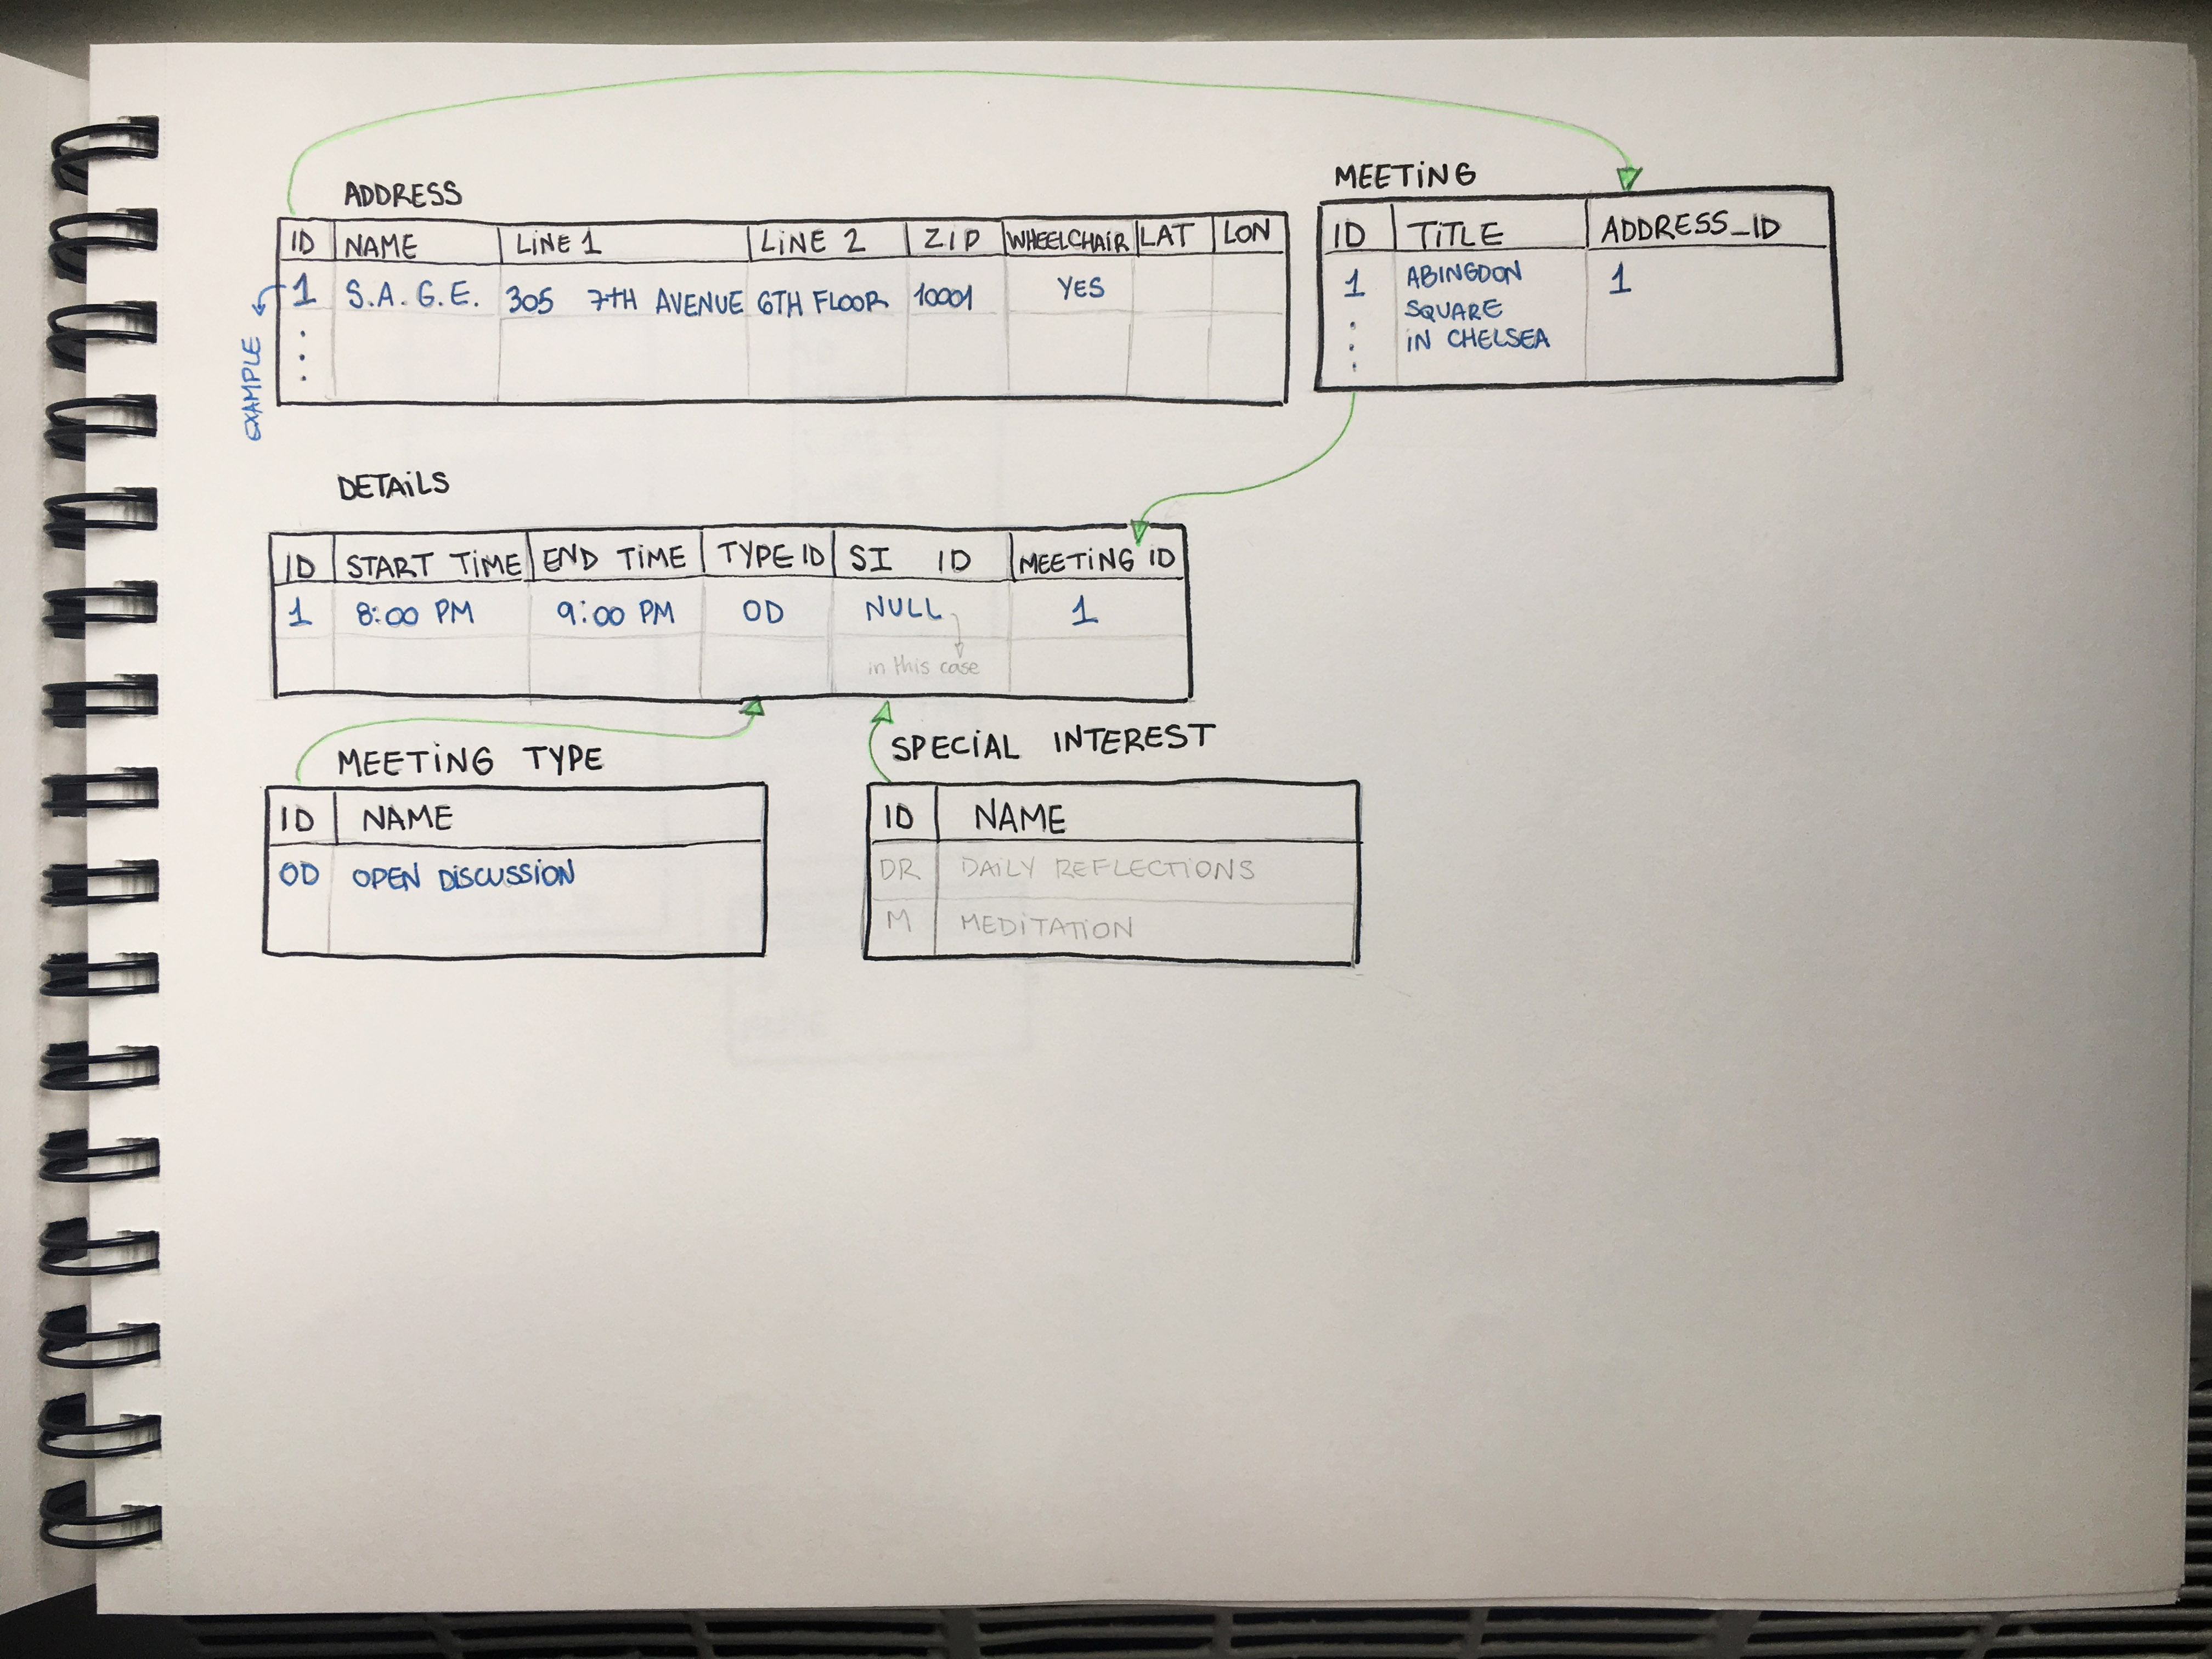 ADDRESS
ID NAME LINE 1 LINE 2 ZIP WHEELCHAIR LAT LON
1 S.A.G.E. 305 7TH AVENUE 6TH FLOOR 10001 YES
EXAMPLE
MEETING
ID TITLE ADDRESS_ID
1 ABINGDON 1
SQUARE
IN CHELSEA
DETAILS
ID START TIME END TIME TYPE ID SI ID MEETING ID
1 8:00 PM 9:00 PM OD NULL 1
in this case
MEETING TYPE
ID NAME
OD OPEN DISCUSSION
SPECIAL INTEREST
ID NAME
DR DAILY REFLECTIONS
M MEDITATION